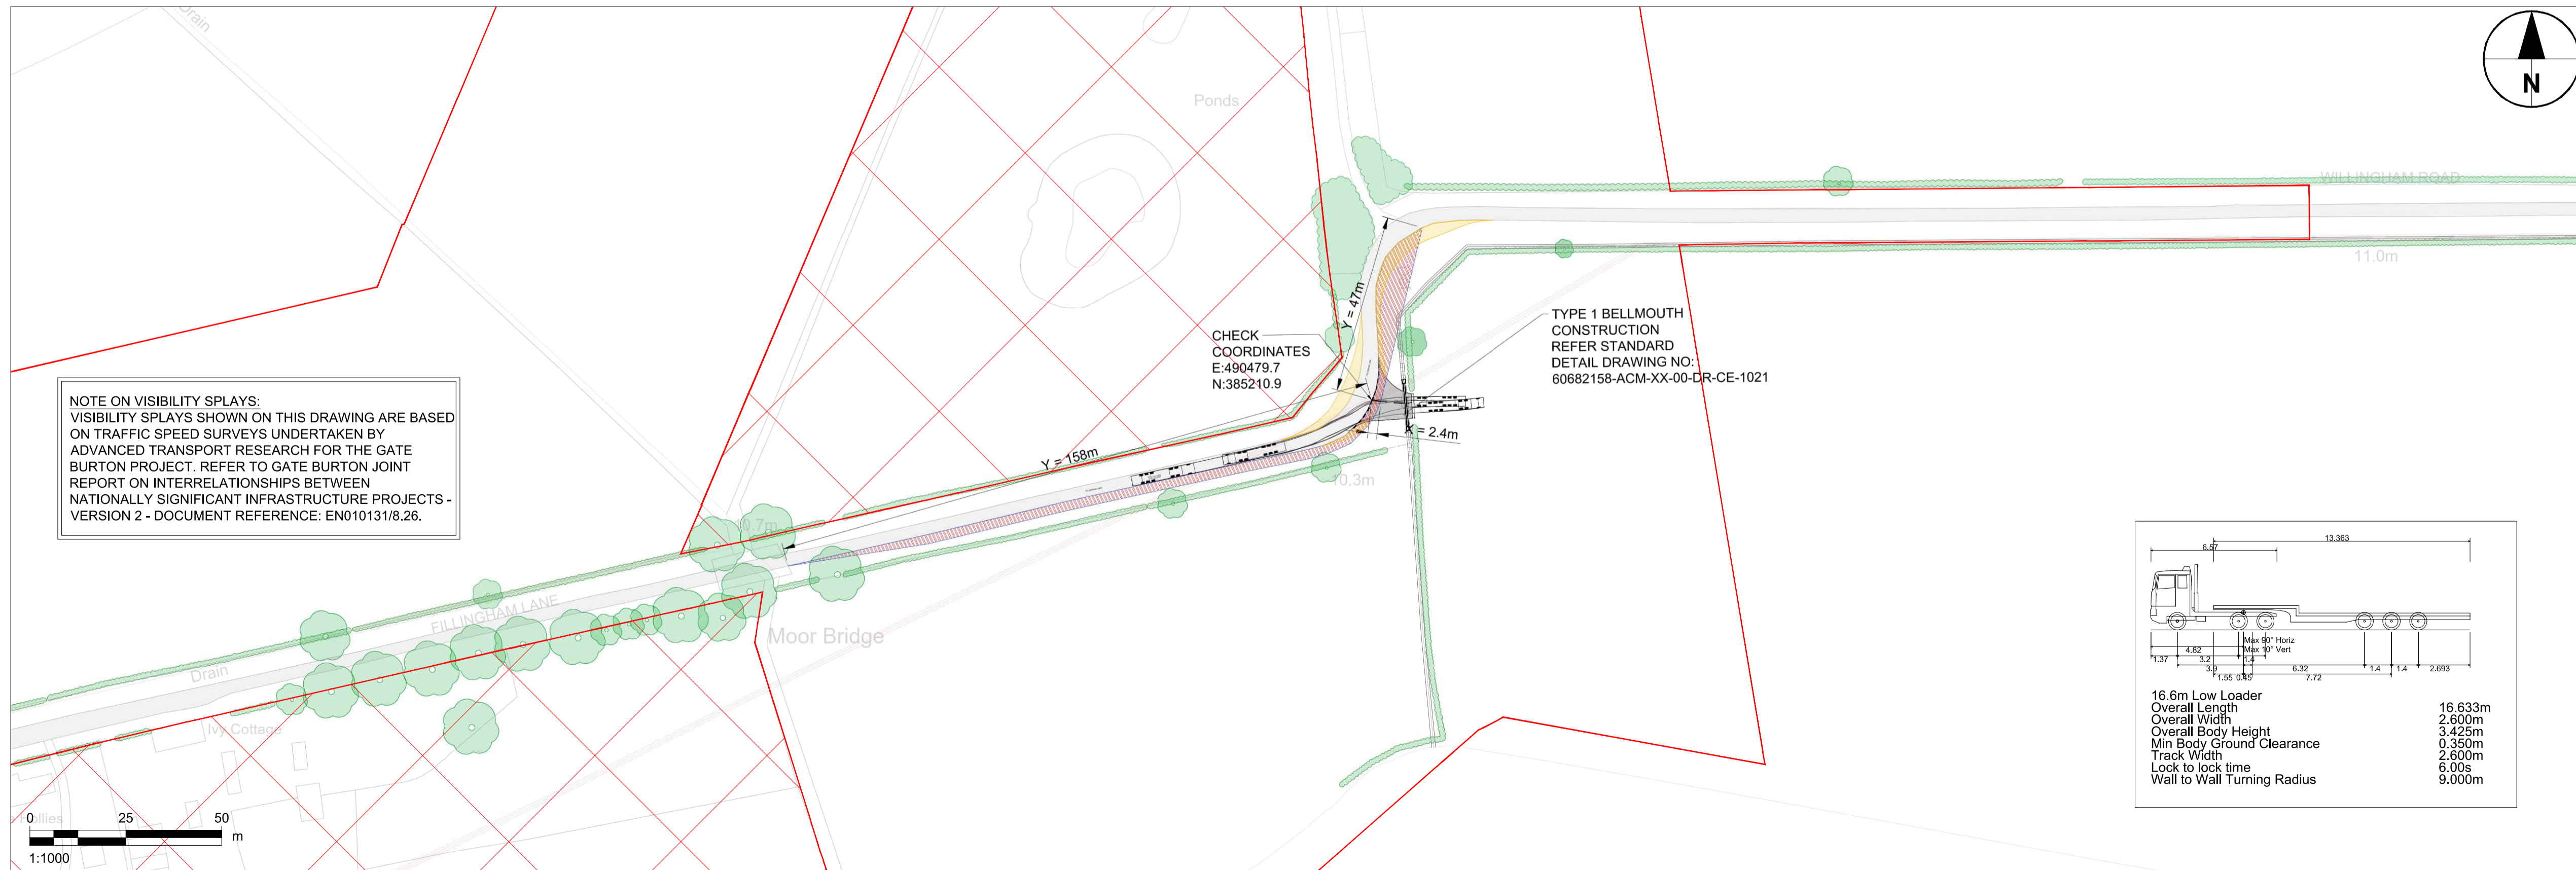 Drain
N
Ponds
WILLINGHAM ROAD
11.0m
Y = 47m
CHECK
COORDINATES
E:490479.7
N:385210.9
TYPE 1 BELLMOUTH
CONSTRUCTION
REFER STANDARD
DETAIL DRAWING NO:
60682158-ACM-XX-00-DR-CE-1021
X = 2.4m
Y = 158m
10.3m
NOTE ON VISIBILITY SPLAYS:
VISIBILITY SPLAYS SHOWN ON THIS DRAWING ARE BASED
ON TRAFFIC SPEED SURVEYS UNDERTAKEN BY
ADVANCED TRANSPORT RESEARCH FOR THE GATE
BURTON PROJECT. REFER TO GATE BURTON JOINT
REPORT ON INTERRELATIONSHIPS BETWEEN
NATIONALLY SIGNIFICANT INFRASTRUCTURE PROJECTS -
VERSION 2 - DOCUMENT REFERENCE: EN010131/8.26.
FILLINGHAM LANE
Moor Bridge
Drain
Ivy Cottage
Hollies
0 25 50
m
1:1000
13.363
6.57
Max 90° Horiz
Max 10° Vert
4.82
1.37 3.2 1.4 6.32 1.4 1.4 2.693
3.9 7.72
1.55 0.45
16.6m Low Loader
Overall Length 16.633m
Overall Width 2.600m
Overall Body Height 3.425m
Min Body Ground Clearance 0.350m
Track Width 2.600m
Lock to lock time 6.00s
Wall to Wall Turning Radius 9.000m